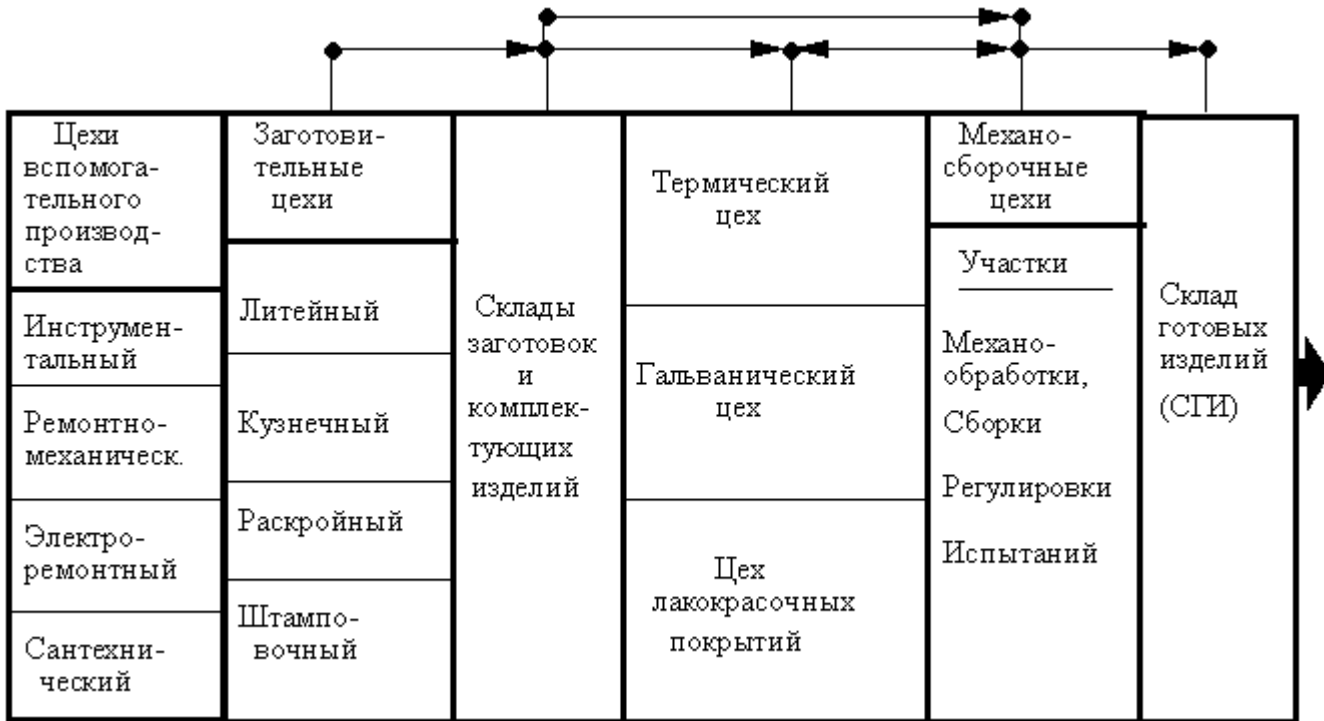 Цехи
вспомога-
тельного
производ-
ства
Инструмен-
тальный
Ремонтно-
механическ.
Электро-
ремонтный
Сантехни-
ческий
Заготови-
тельные
цехи
Литейный
Кузнечный
Раскройный
Штампо-
вочный
Склады
заготовок
и
комплек-
тующих
изделий
Термический
цех
Гальванический
цех
Цех
лакокрасочных
покрытий
Механо-
сборочные
цехи
Участки
Механо-
обработки,
Сборки
Регулировки
Испытаний
Склад
готовых
изделий
(СГИ)